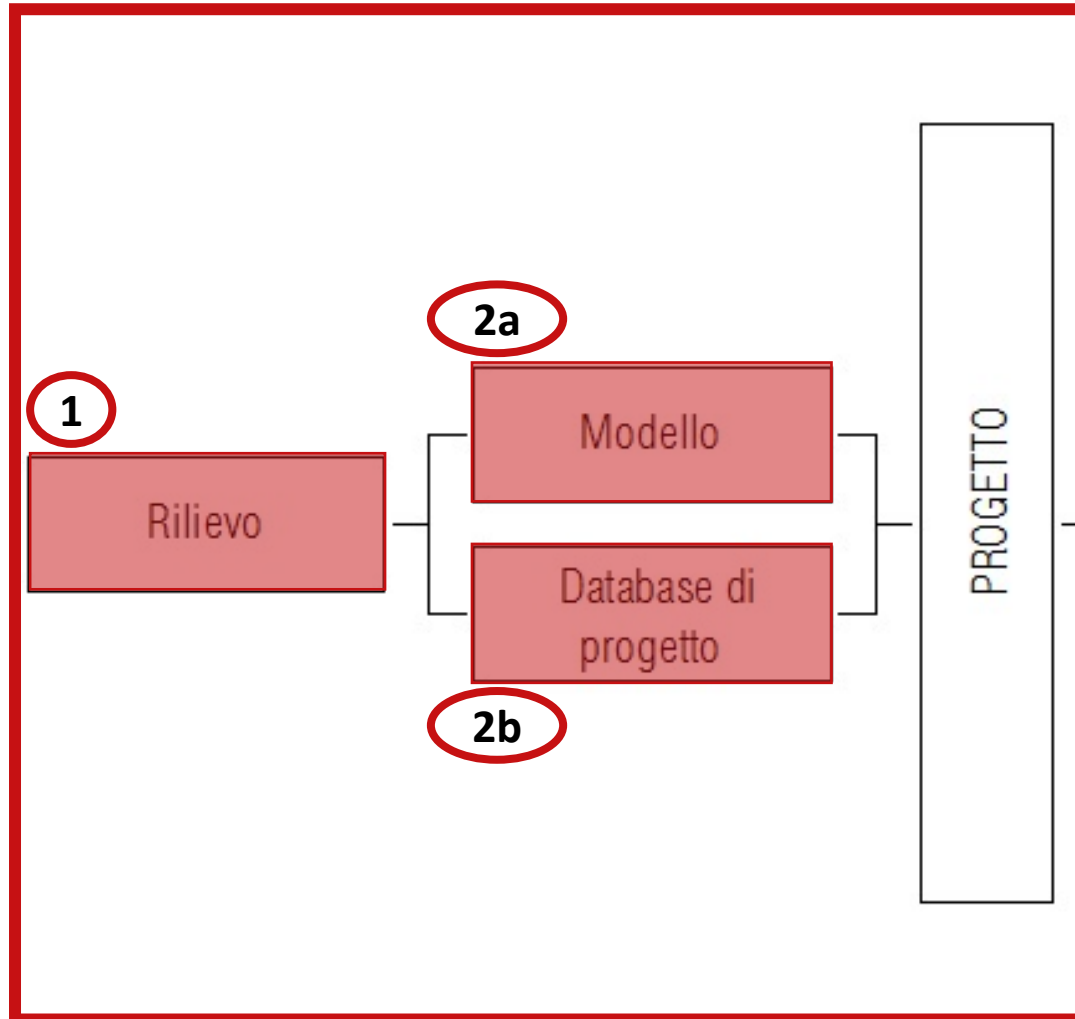 1
Rilievo
2a
Modello
Database di
progetto
2b
PROGETTO